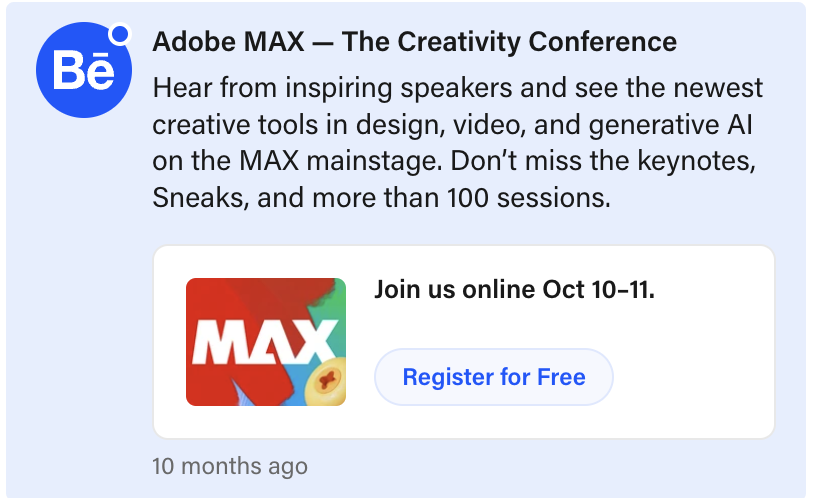 Bē
Adobe MAX — The Creativity Conference
Hear from inspiring speakers and see the newest
creative tools in design, video, and generative AI
on the MAX mainstage. Don’t miss the keynotes,
Sneaks, and more than 100 sessions.
MAX
Join us online Oct 10–11.
Register for Free
10 months ago